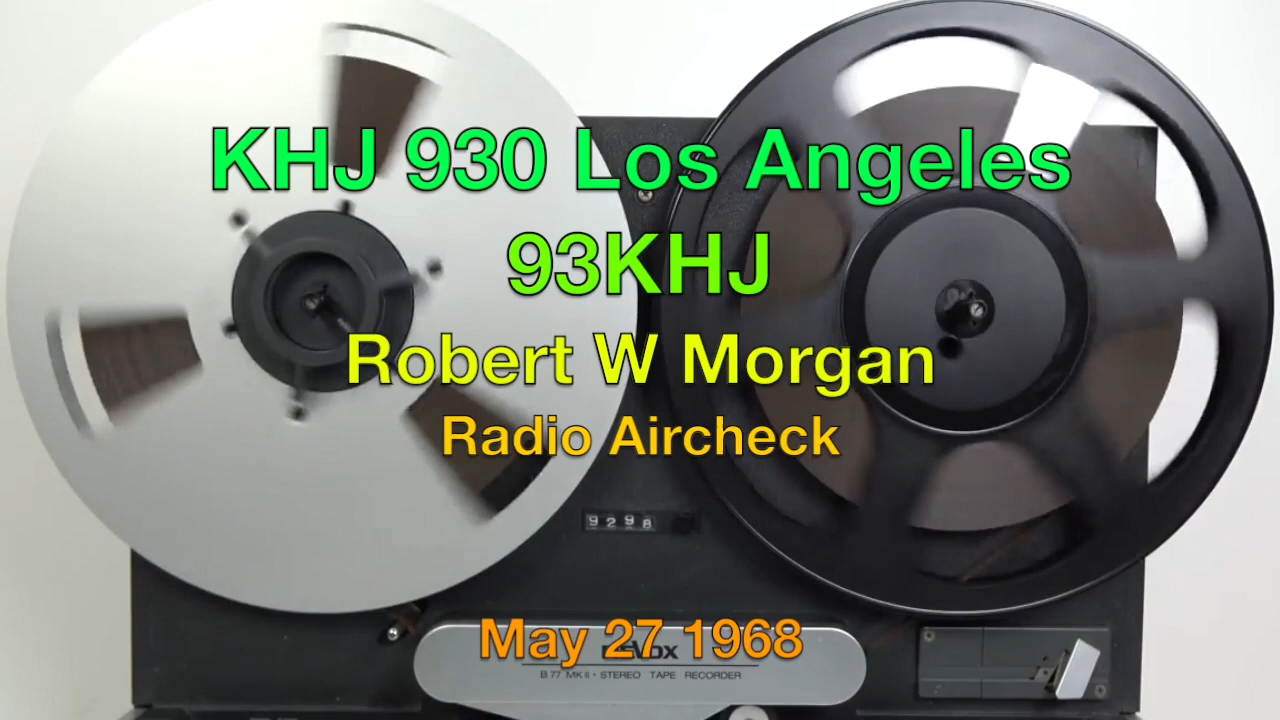 KHJ 930 Los Angeles
93KHJ
Robert W Morgan
Radio Aircheck
9298
May 27 1968
B 77 MK II • STEREO TAPE RECORDER